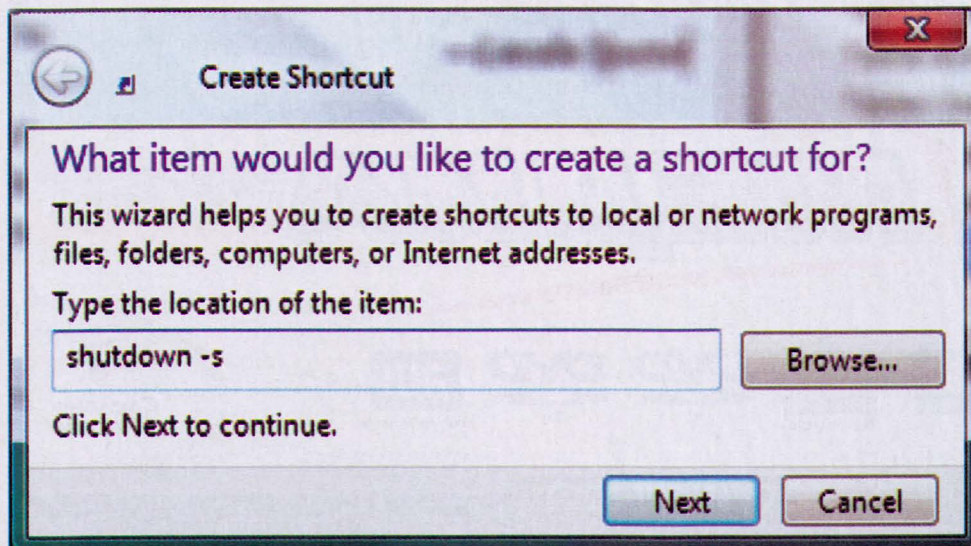 Create Shortcut
What item would you like to create a shortcut for?
This wizard helps you to create shortcuts to local or network programs,
files, folders, computers, or Internet addresses.
Type the location of the item:
shutdown -s
Browse...
Click Next to continue.
Next
Cancel